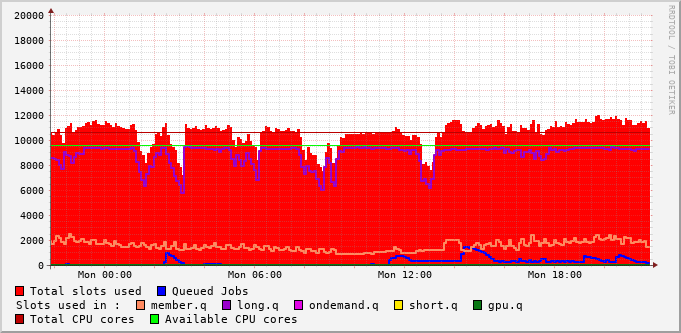 RRDTOOL / TOBI OETIKER
20000
18000
16000
14000
12000
10000
8000
6000
4000
2000
0
Mon 00:00 Mon 06:00 Mon 12:00 Mon 18:00
Total slots used Queued Jobs
Slots used in : member.q long.q ondemand.q short.q gpu.q
Total CPU cores Available CPU cores